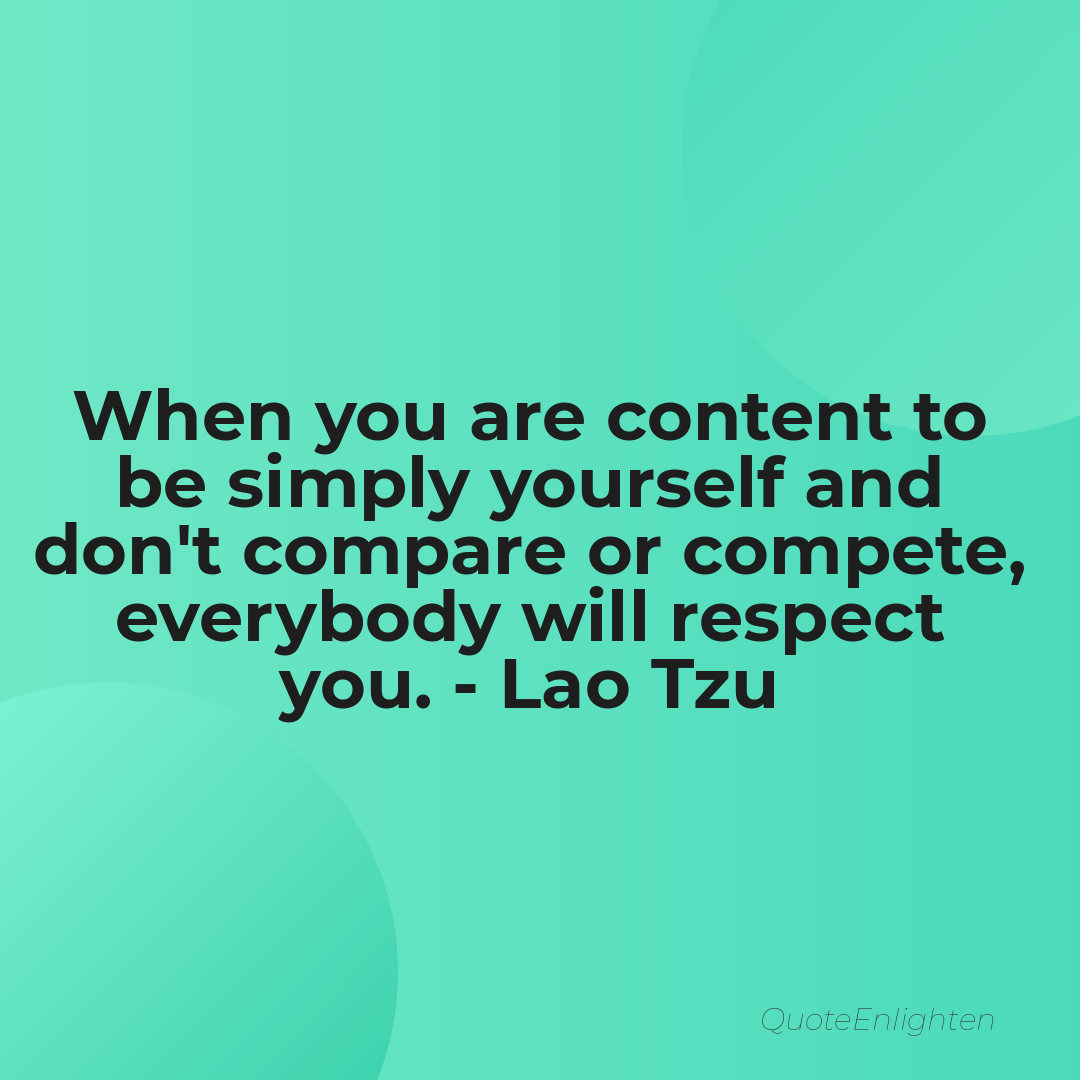 When you are content to
be simply yourself and
don't compare or compete,
everybody will respect
you. - Lao Tzu
QuoteEnlighten